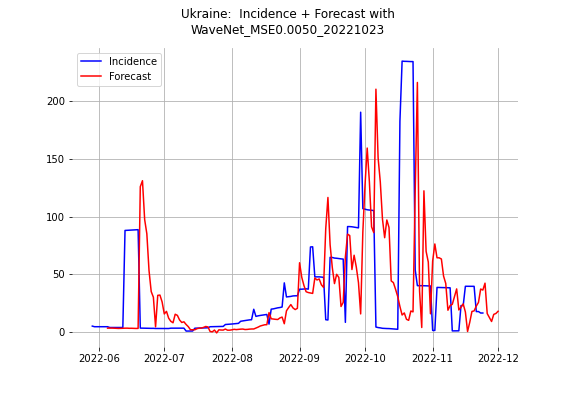 Ukraine:  Incidence + Forecast with
WaveNet_MSE0.0050_20221023
Incidence
Forecast
200
150
100
50
0
2022-06 2022-07 2022-08 2022-09 2022-10 2022-11 2022-12